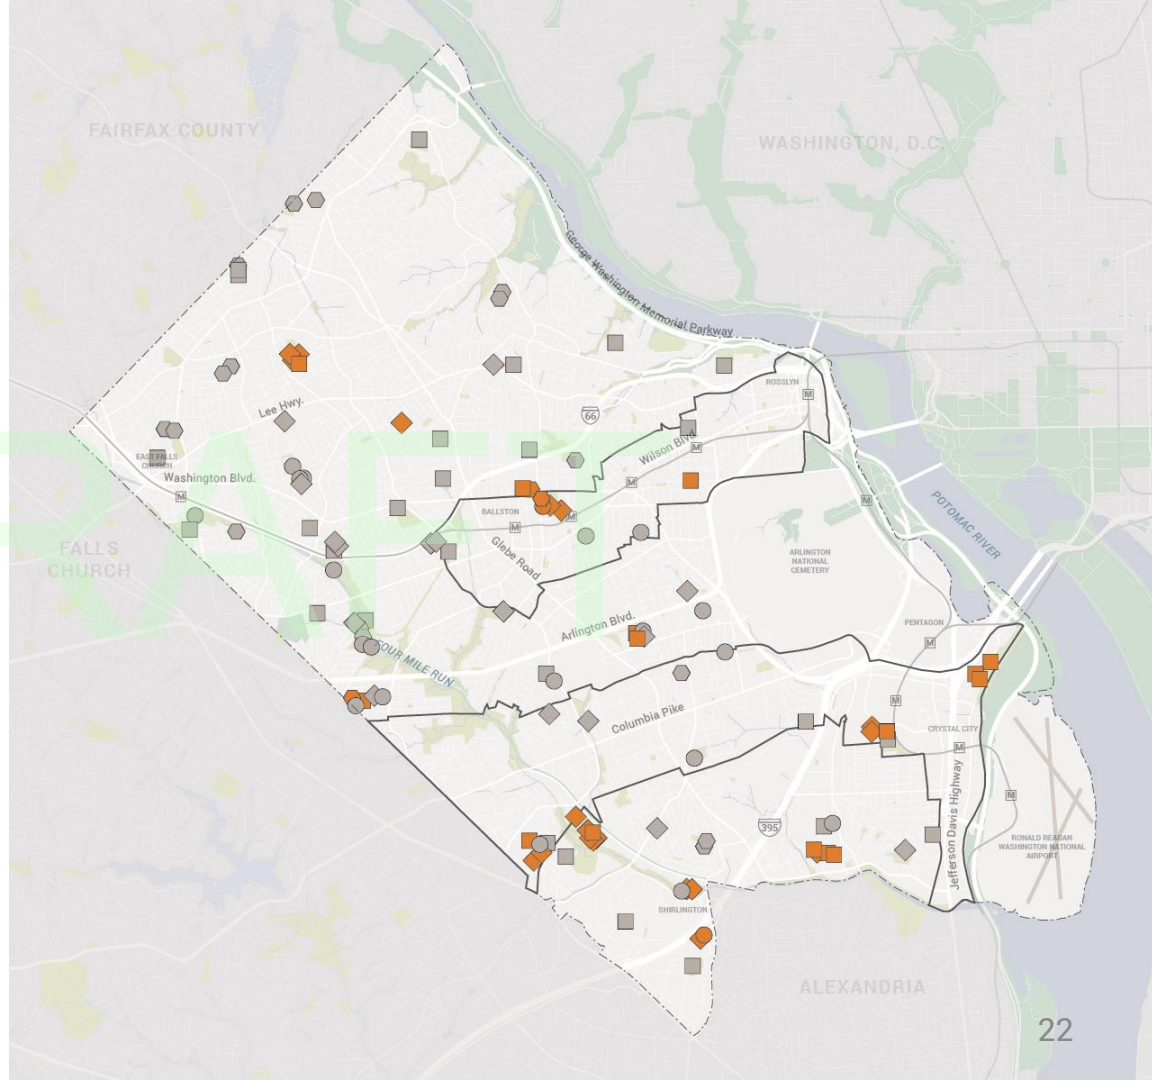 FAIRFAX COUNTY
WASHINGTON, D.C.
George Washington Memorial Parkway
ROSSLYN
M
Lee Hwy.
66
Wilson Blvd.
M
EAST FALLS
CHURCH
Washington Blvd.
M
M
DRAFT
BALLSTON
M
M
M
POTOMAC RIVER
FALLS
CHURCH
Glebe Road
ARLINGTON
NATIONAL
CEMETERY
Arlington Blvd.
PENTAGON
M
FOUR MILE RUN
M
Columbia Pike
CRYSTAL CITY
M
Jefferson Davis Highway
M
395
RONALD REAGAN
WASHINGTON NATIONAL
AIRPORT
SHIRLINGTON
ALEXANDRIA
22